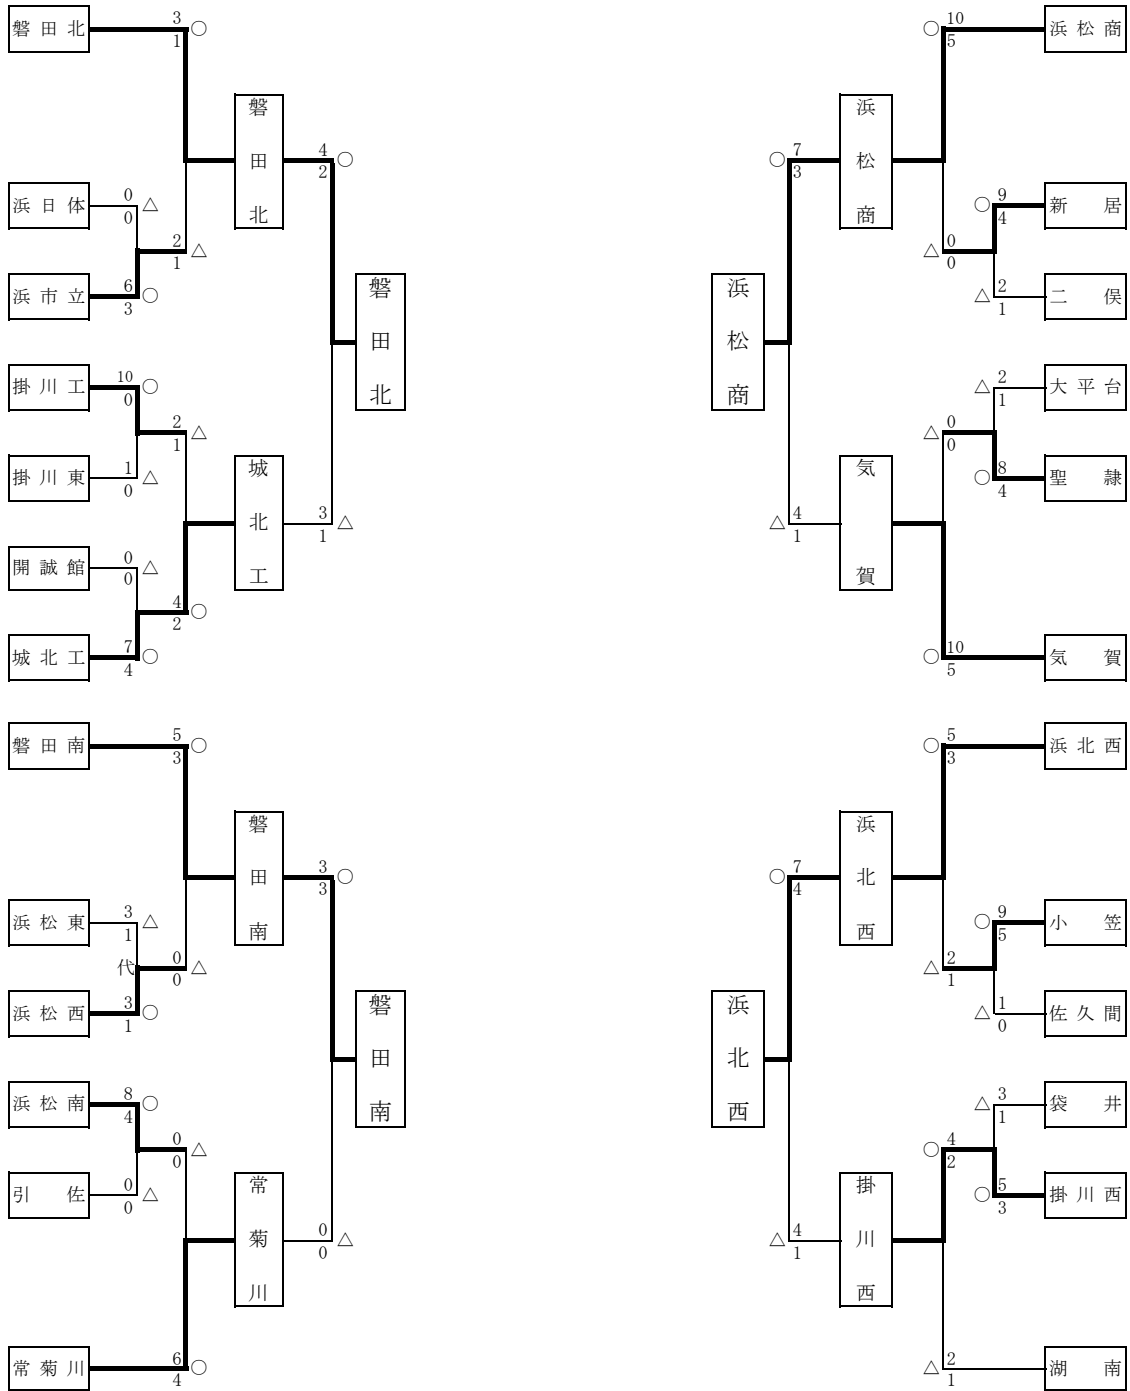 磐田北 3 ○
1
磐田北
4 ○
2
浜日体 0 △
0
2 △
1
浜市立 6 ○
3
磐田北
掛川工 10 ○
0
2 △
1
掛川東 1 △
0
城北工
3 △
1
開誠館 0 △
0
4 ○
2
城北工 7 ○
4
○ 10 浜松商
5
浜松商
○ 7
3
○ 9 新居
4
△ 0
0
△ 2 二俣
1
浜松商
△ 2 大平台
1
△ 0
0
○ 8 聖隷
4
気賀
△ 4
1
○ 10 気賀
5
磐田南 5 ○
3
磐田南
3 ○
3
浜松東 3 △
1
代 0 △
0
浜松西 3 ○
1
磐田南
浜松南 8 ○
4
0 △
0
引佐 0 △
0
常菊川
0 △
0
常菊川 6 ○
4
○ 5 浜北西
3
浜北西
○ 7
4
○ 9 小笠
5
△ 2
1
△ 1 佐久間
0
浜北西
△ 3 袋井
1
○ 4
2
○ 5 掛川西
3
掛川西
△ 4
1
△ 2 湖南
1